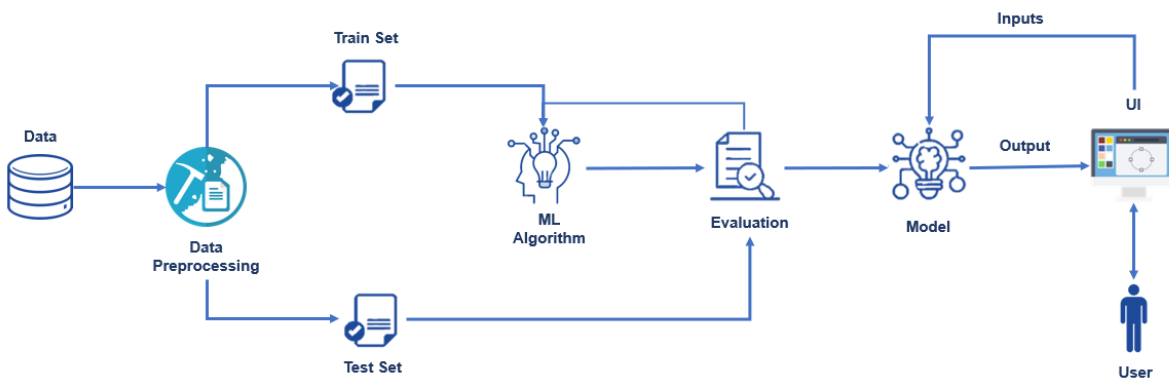 Inputs
Train Set
UI
Data
Output
ML
Algorithm
Evaluation
Model
Data
Preprocessing
Test Set
User